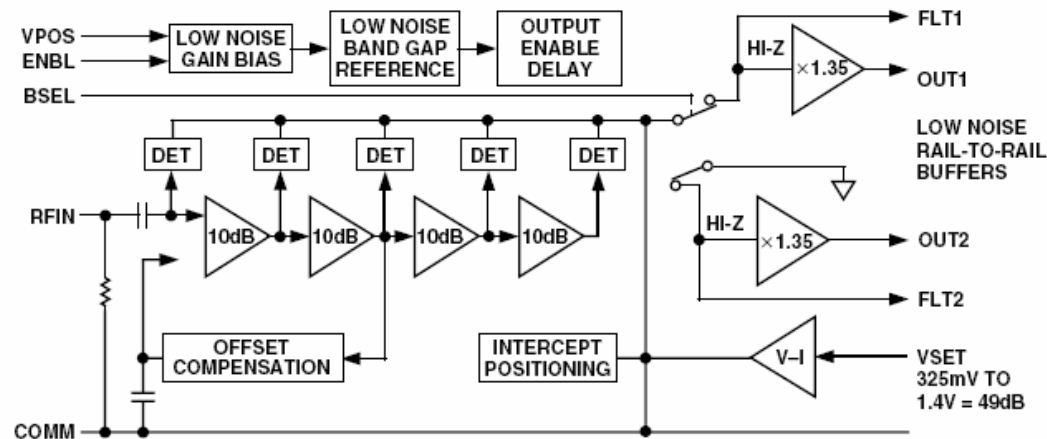 VPOS
ENBL
BSEL
LOW NOISE
GAIN BIAS
LOW NOISE
BAND GAP
REFERENCE
OUTPUT
ENABLE
DELAY
FLT1
HI-Z
×1.35
OUT1
LOW NOISE
RAIL-TO-RAIL
BUFFERS
DET
DET
DET
DET
DET
RFIN
10dB
10dB
10dB
10dB
HI-Z
×1.35
OUT2
FLT2
OFFSET
COMPENSATION
INTERCEPT
POSITIONING
V–I
VSET
325mV TO
1.4V = 49dB
COMM